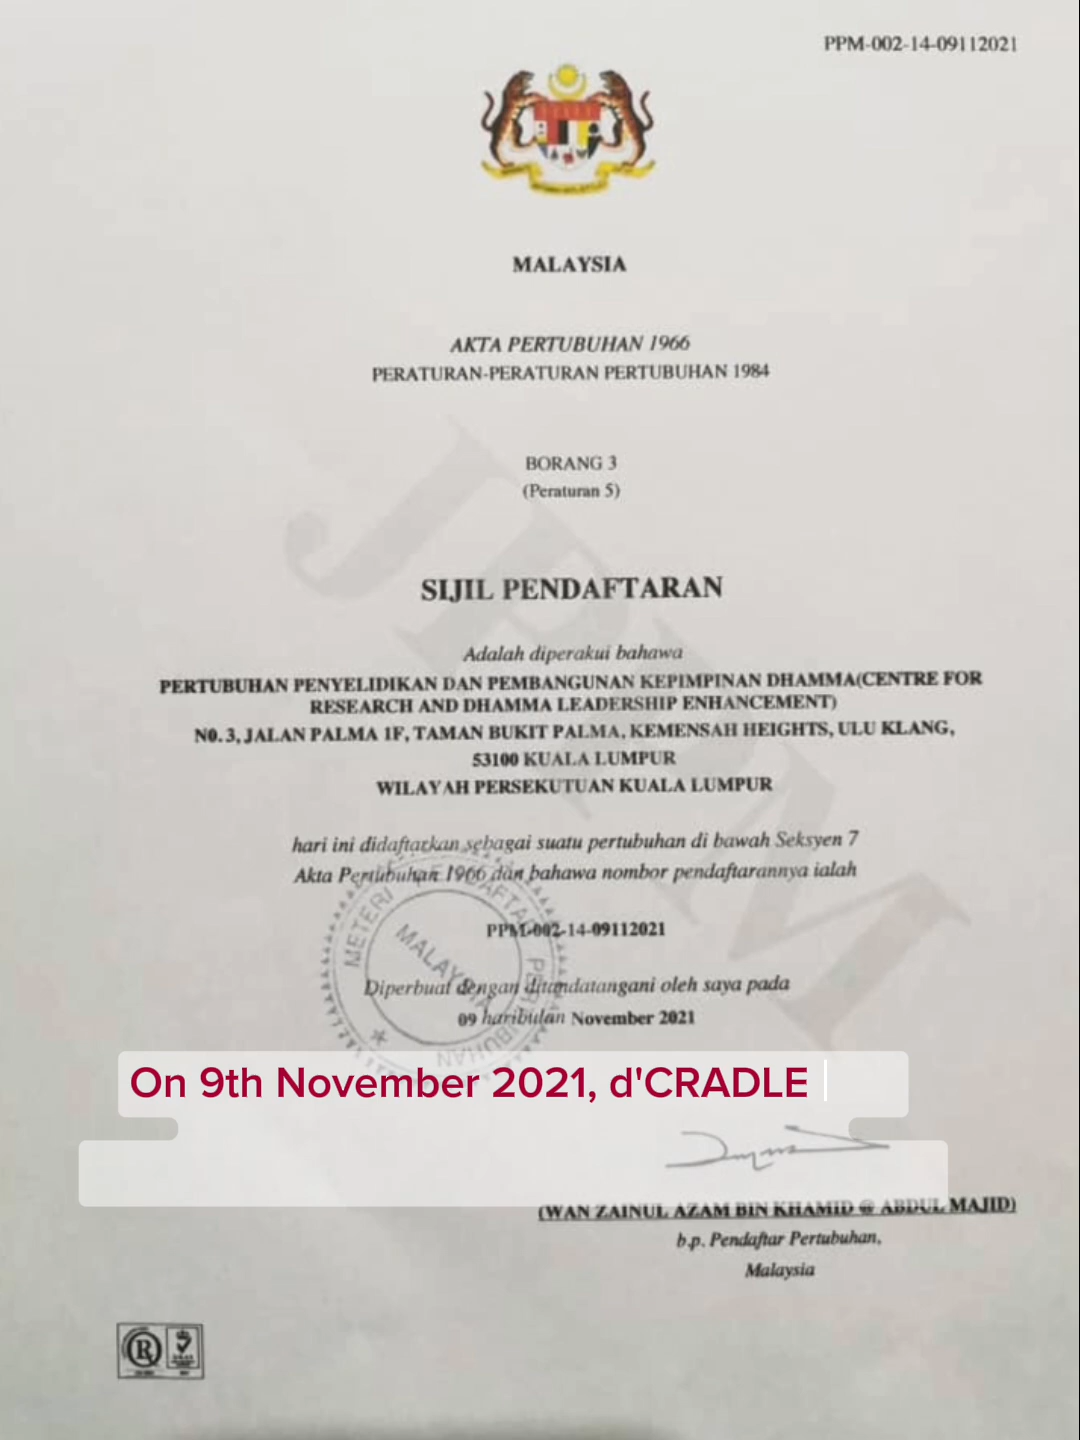 PPM-002-14-09112021
MALAYSIA
AKTA PERTUBUHAN 1966
PERATURAN-PERATURAN PERTUBUHAN 1984
BORANG 3
(Peraturan 5)
JPPM
SIJIL PENDAFTARAN
Adalah diperakui bahawa
PERTUBUHAN PENYELIDIKAN DAN PEMBANGUNAN KEPIMPINAN DHAMMA(CENTRE FOR
RESEARCH AND DHAMMA LEADERSHIP ENHANCEMENT)
N0. 3, JALAN PALMA 1F, TAMAN BUKIT PALMA, KEMENSAH HEIGHTS, ULU KLANG,
53100 KUALA LUMPUR
WILAYAH PERSEKUTUAN KUALA LUMPUR
hari ini didaftarkan sebagai suatu pertubuhan di bawah Seksyen 7
Akta Pertubuhan 1966 dan bahawa nombor pendaftarannya ialah
PPM-002-14-09112021
METERI PENDAFTAR PERTUBUHAN
MALAYSIA
Diperbuat dengan ditandatangani oleh saya pada
09 haribulan November 2021
On 9th November 2021, d'CRADLE
(WAN ZAINUL AZAM BIN KHAMID @ ABDUL MAJID)
b.p. Pendaftar Pertubuhan,
Malaysia
R